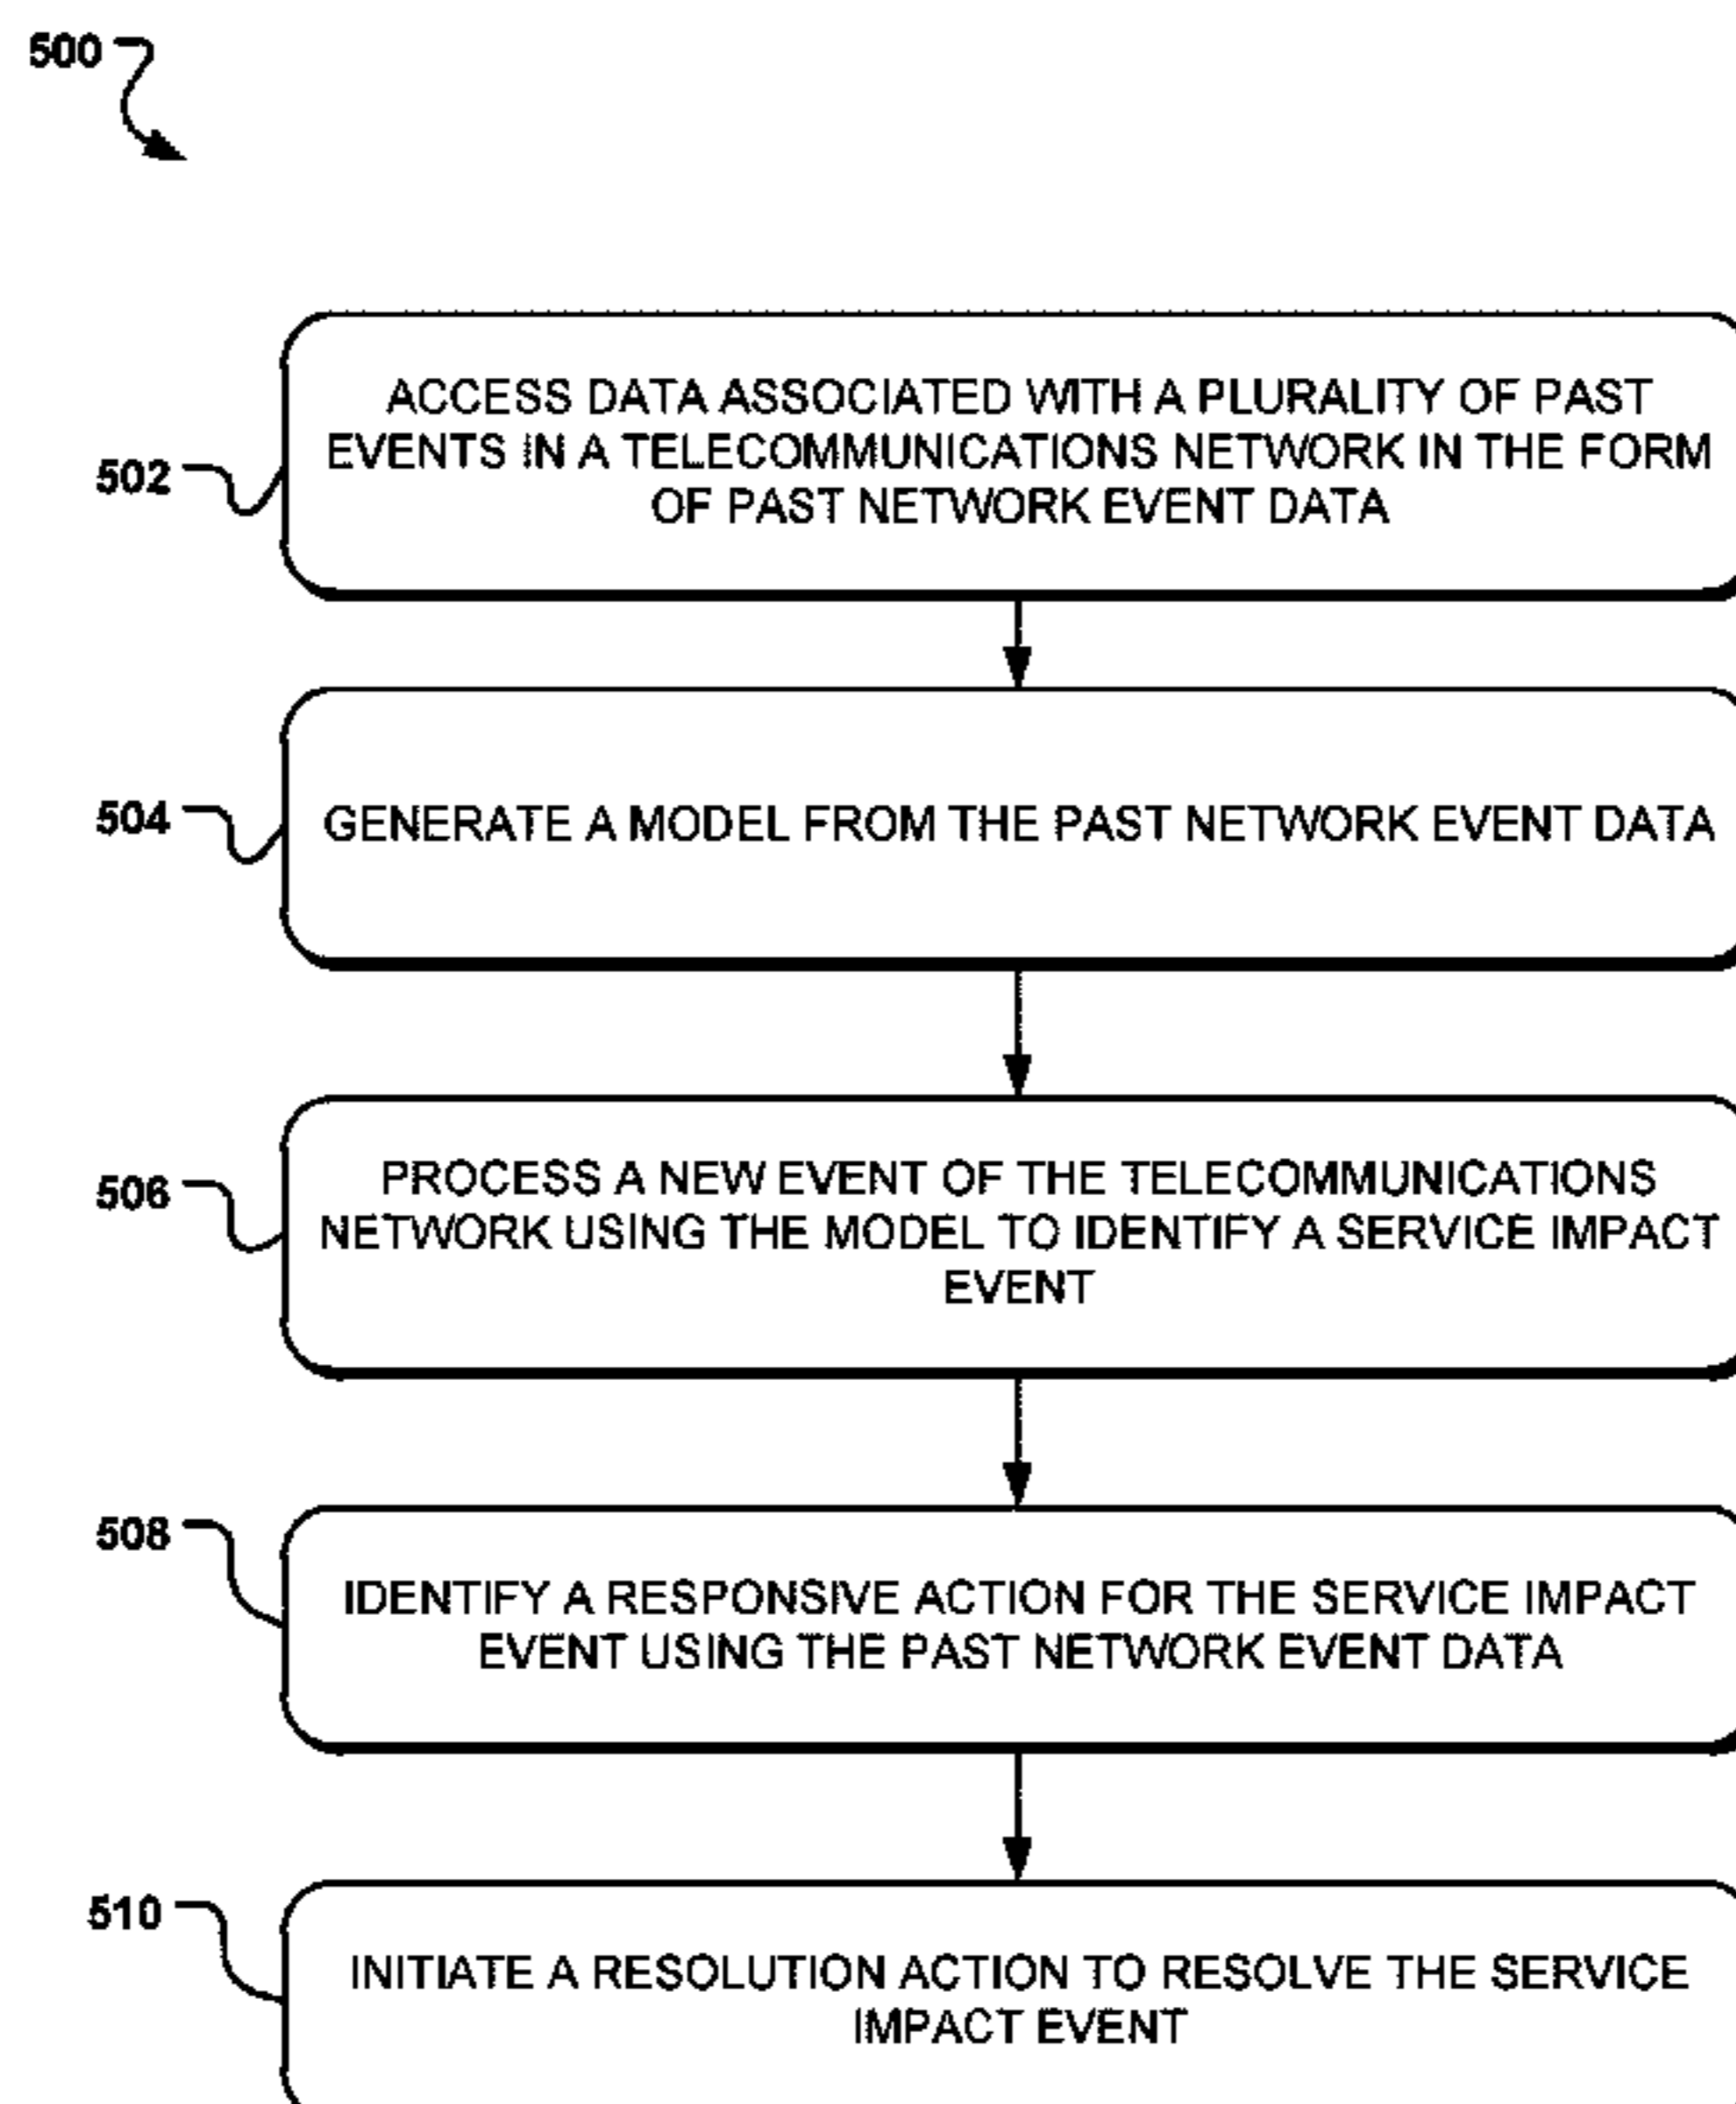 500
502
ACCESS DATA ASSOCIATED WITH A PLURALITY OF PAST
EVENTS IN A TELECOMMUNICATIONS NETWORK IN THE FORM
OF PAST NETWORK EVENT DATA
504
GENERATE A MODEL FROM THE PAST NETWORK EVENT DATA
506
PROCESS A NEW EVENT OF THE TELECOMMUNICATIONS
NETWORK USING THE MODEL TO IDENTIFY A SERVICE IMPACT
EVENT
508
IDENTIFY A RESPONSIVE ACTION FOR THE SERVICE IMPACT
EVENT USING THE PAST NETWORK EVENT DATA
510
INITIATE A RESOLUTION ACTION TO RESOLVE THE SERVICE
IMPACT EVENT